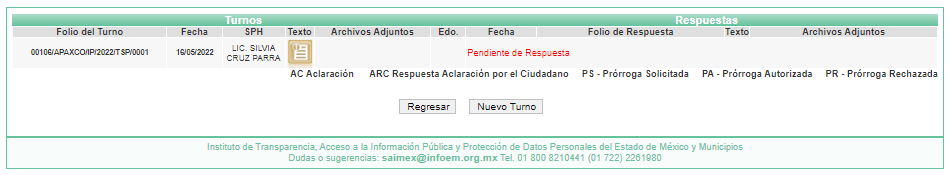 Turnos Respuestas
Folio del Turno Fecha SPH Texto Archivos Adjuntos Edo. Fecha Folio de Respuesta Texto Archivos Adjuntos
00106/APAXCO/IP/2022/TSP/0001 16/05/2022 LIC. SILVIA CRUZ PARRA Pendiente de Respuesta
AC Aclaración ARC Respuesta Aclaración por el Ciudadano PS - Prórroga Solicitada PA - Prórroga Autorizada PR - Prórroga Rechazada
Regresar Nuevo Turno
Instituto de Transparencia, Acceso a la Información Pública y Protección de Datos Personales del Estado de México y Municipios
Dudas o sugerencias: saimex@infoem.org.mx Tel. 01 800 8210441 (01 722) 2261980